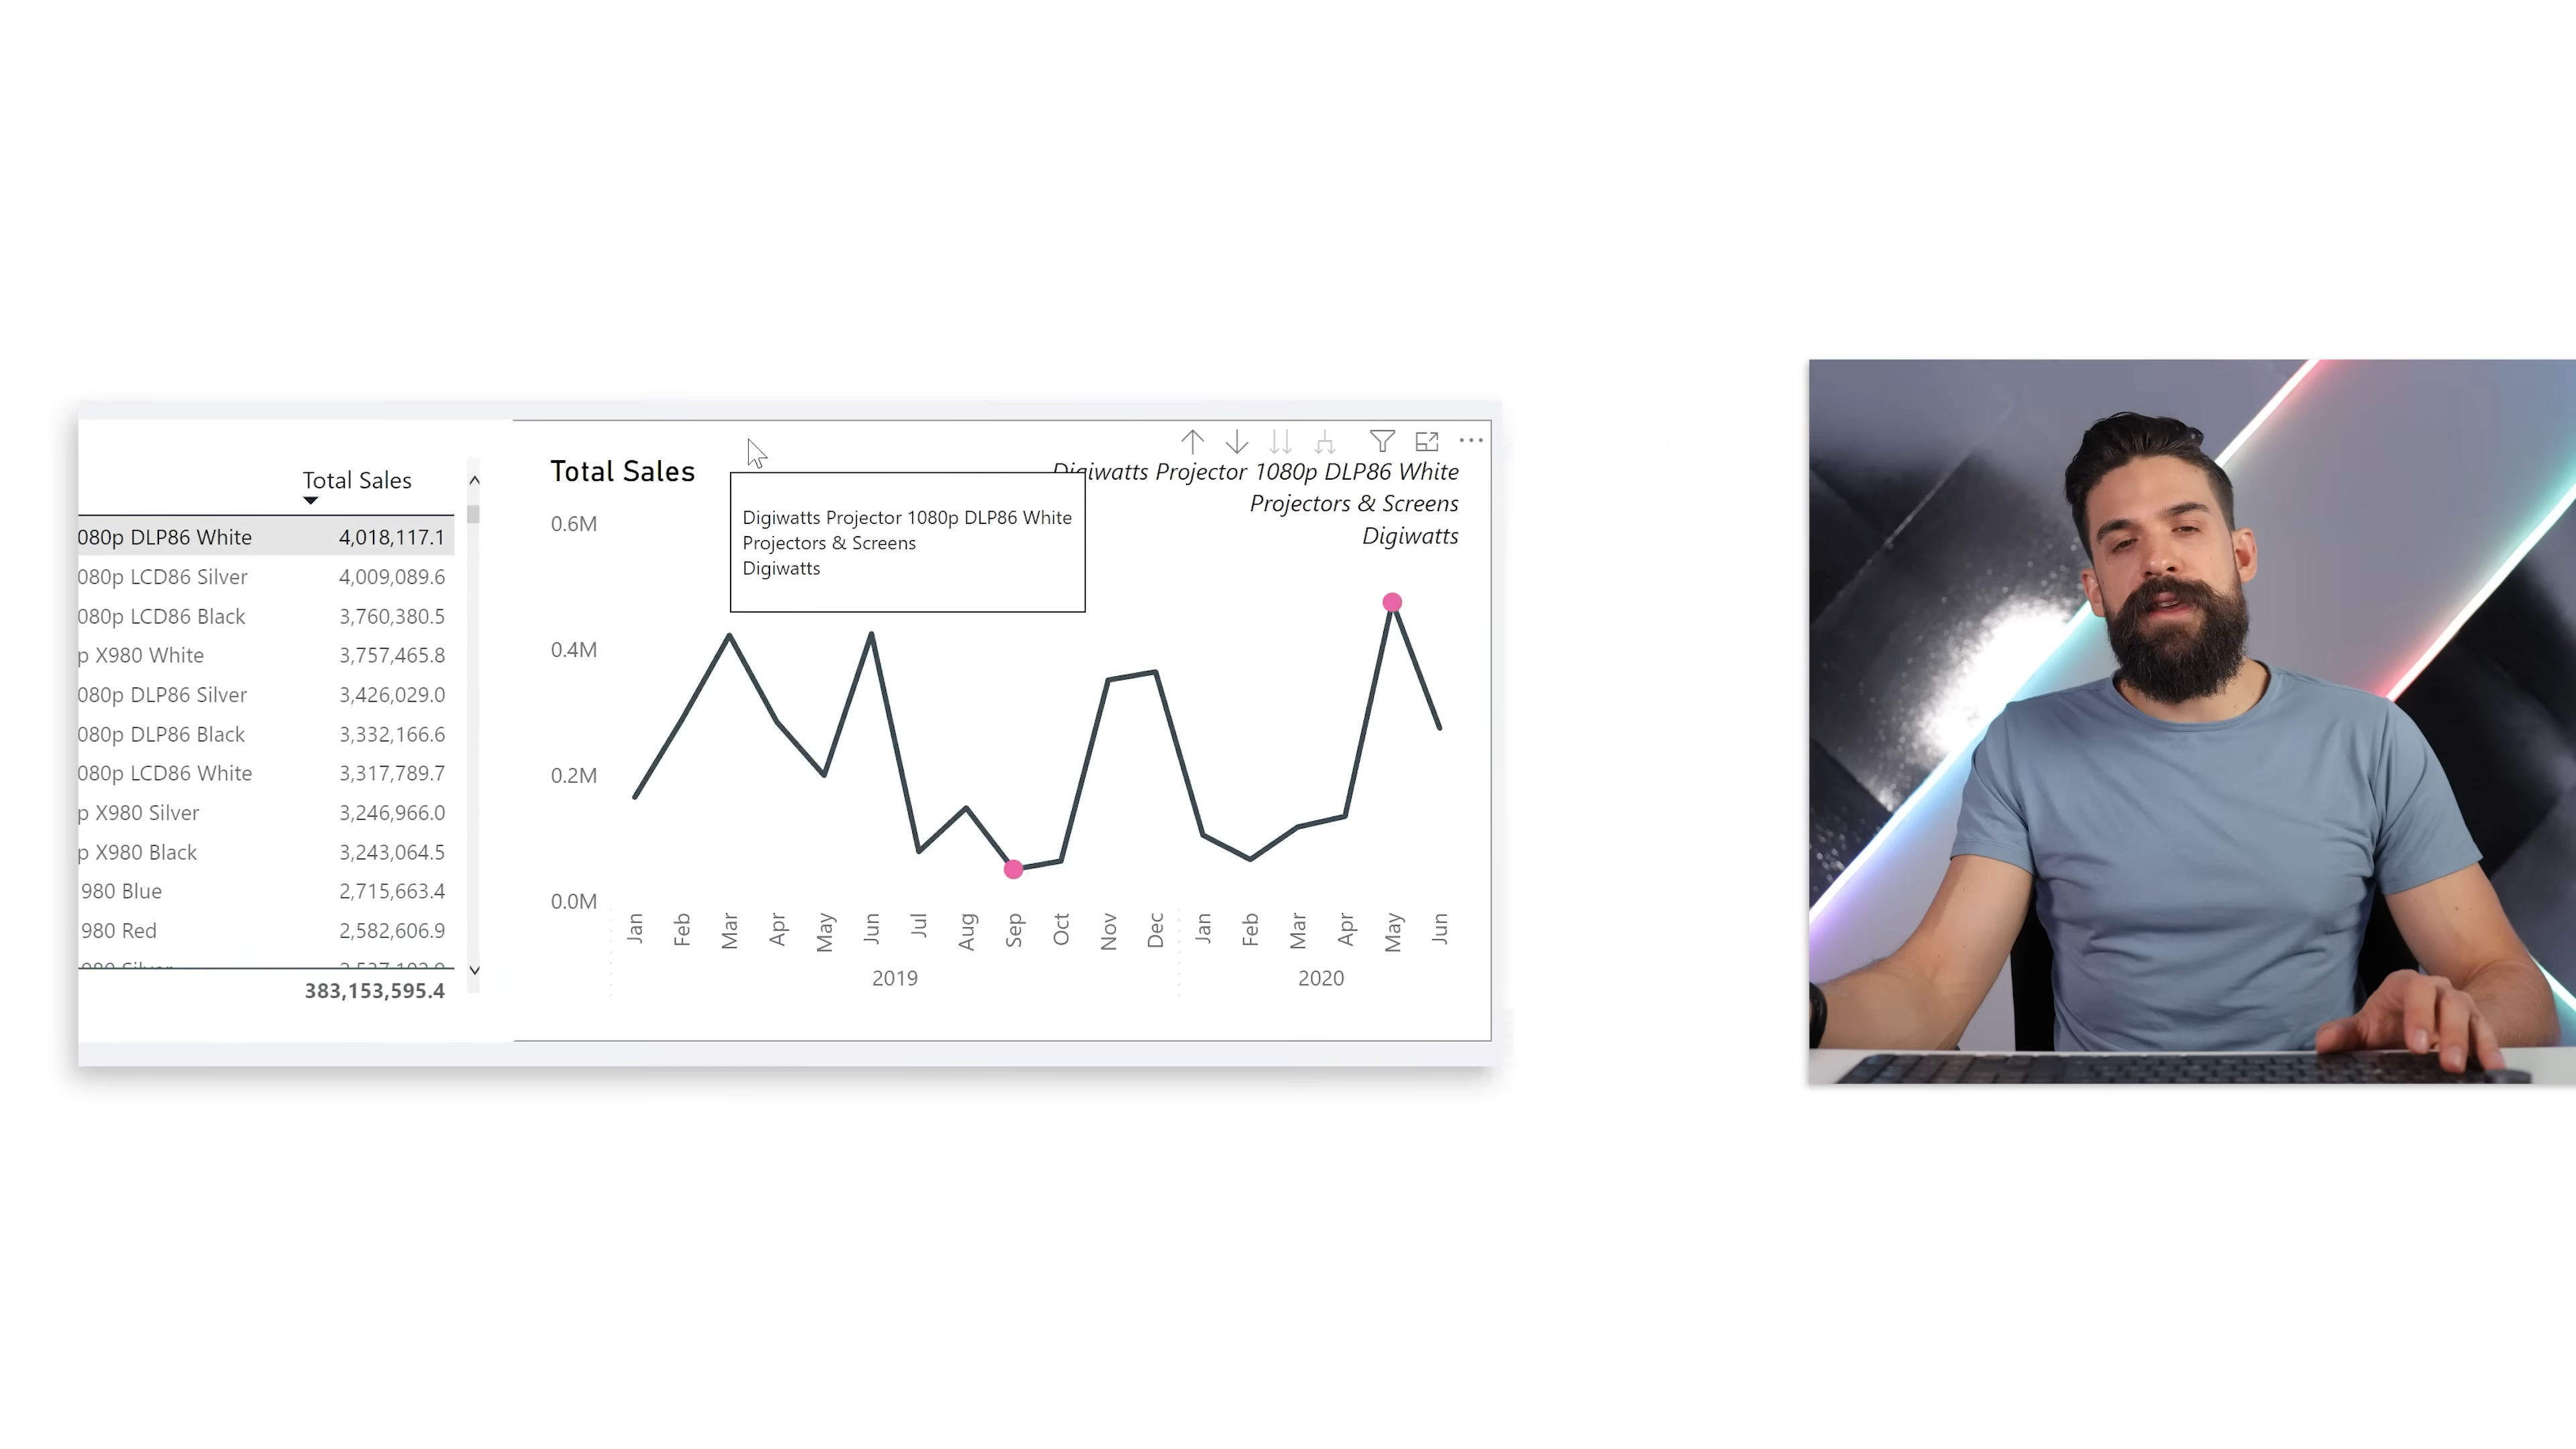 Total Sales
080p DLP86 White 4,018,117.1
080p LCD86 Silver 4,009,089.6
080p LCD86 Black 3,760,380.5
p X980 White 3,757,465.8
080p DLP86 Silver 3,426,029.0
080p DLP86 Black 3,332,166.6
080p LCD86 White 3,317,789.7
p X980 Silver 3,246,966.0
p X980 Black 3,243,064.5
980 Blue 2,715,663.4
980 Red 2,582,606.9
383,153,595.4
Total Sales
Digiwatts Projector 1080p DLP86 White
Projectors & Screens
Digiwatts
Digiwatts Projector 1080p DLP86 White
Projectors & Screens
Digiwatts
0.6M
0.4M
0.2M
0.0M
Jan Feb Mar Apr May Jun Jul Aug Sep Oct Nov Dec Jan Feb Mar Apr May Jun
2019 2020